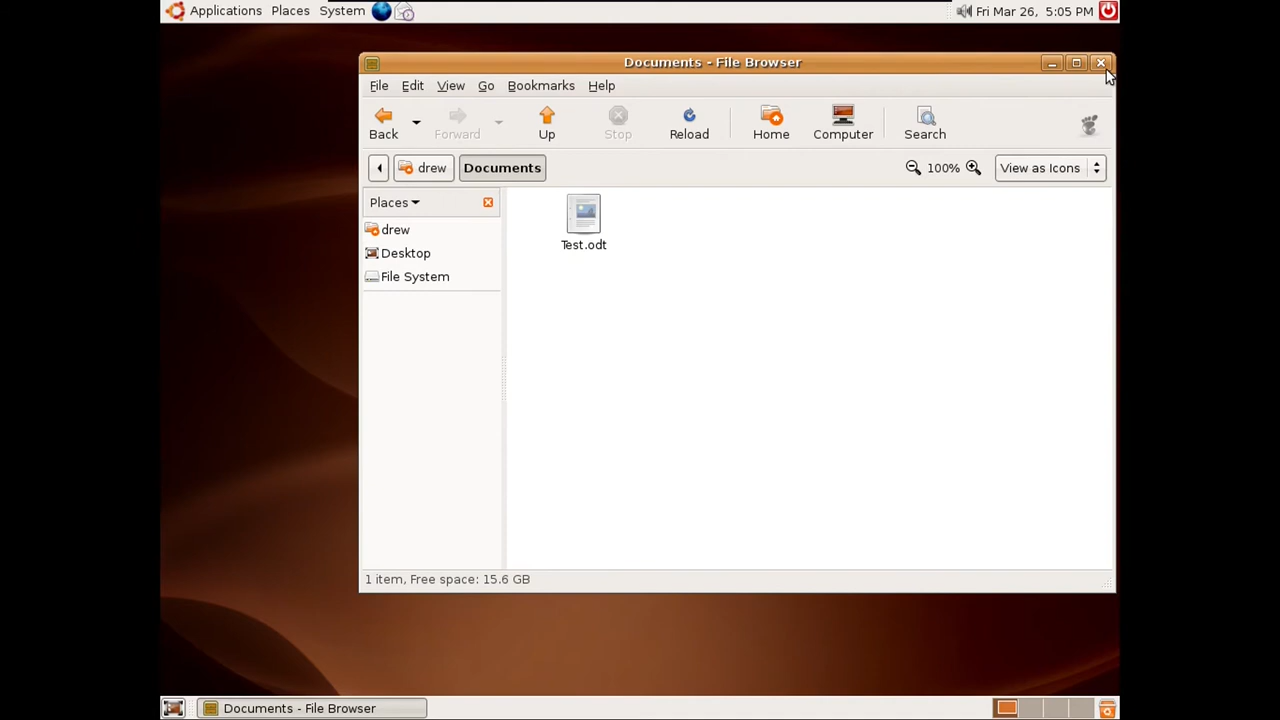 Applications Places System Fri Mar 26, 5:05 PM
Documents - File Browser
File Edit View Go Bookmarks Help
Back Forward Up Stop Reload Home Computer Search
drew Documents 100% View as Icons
Places
drew
Desktop
File System
Test.odt
1 item, Free space: 15.6 GB
Documents - File Browser